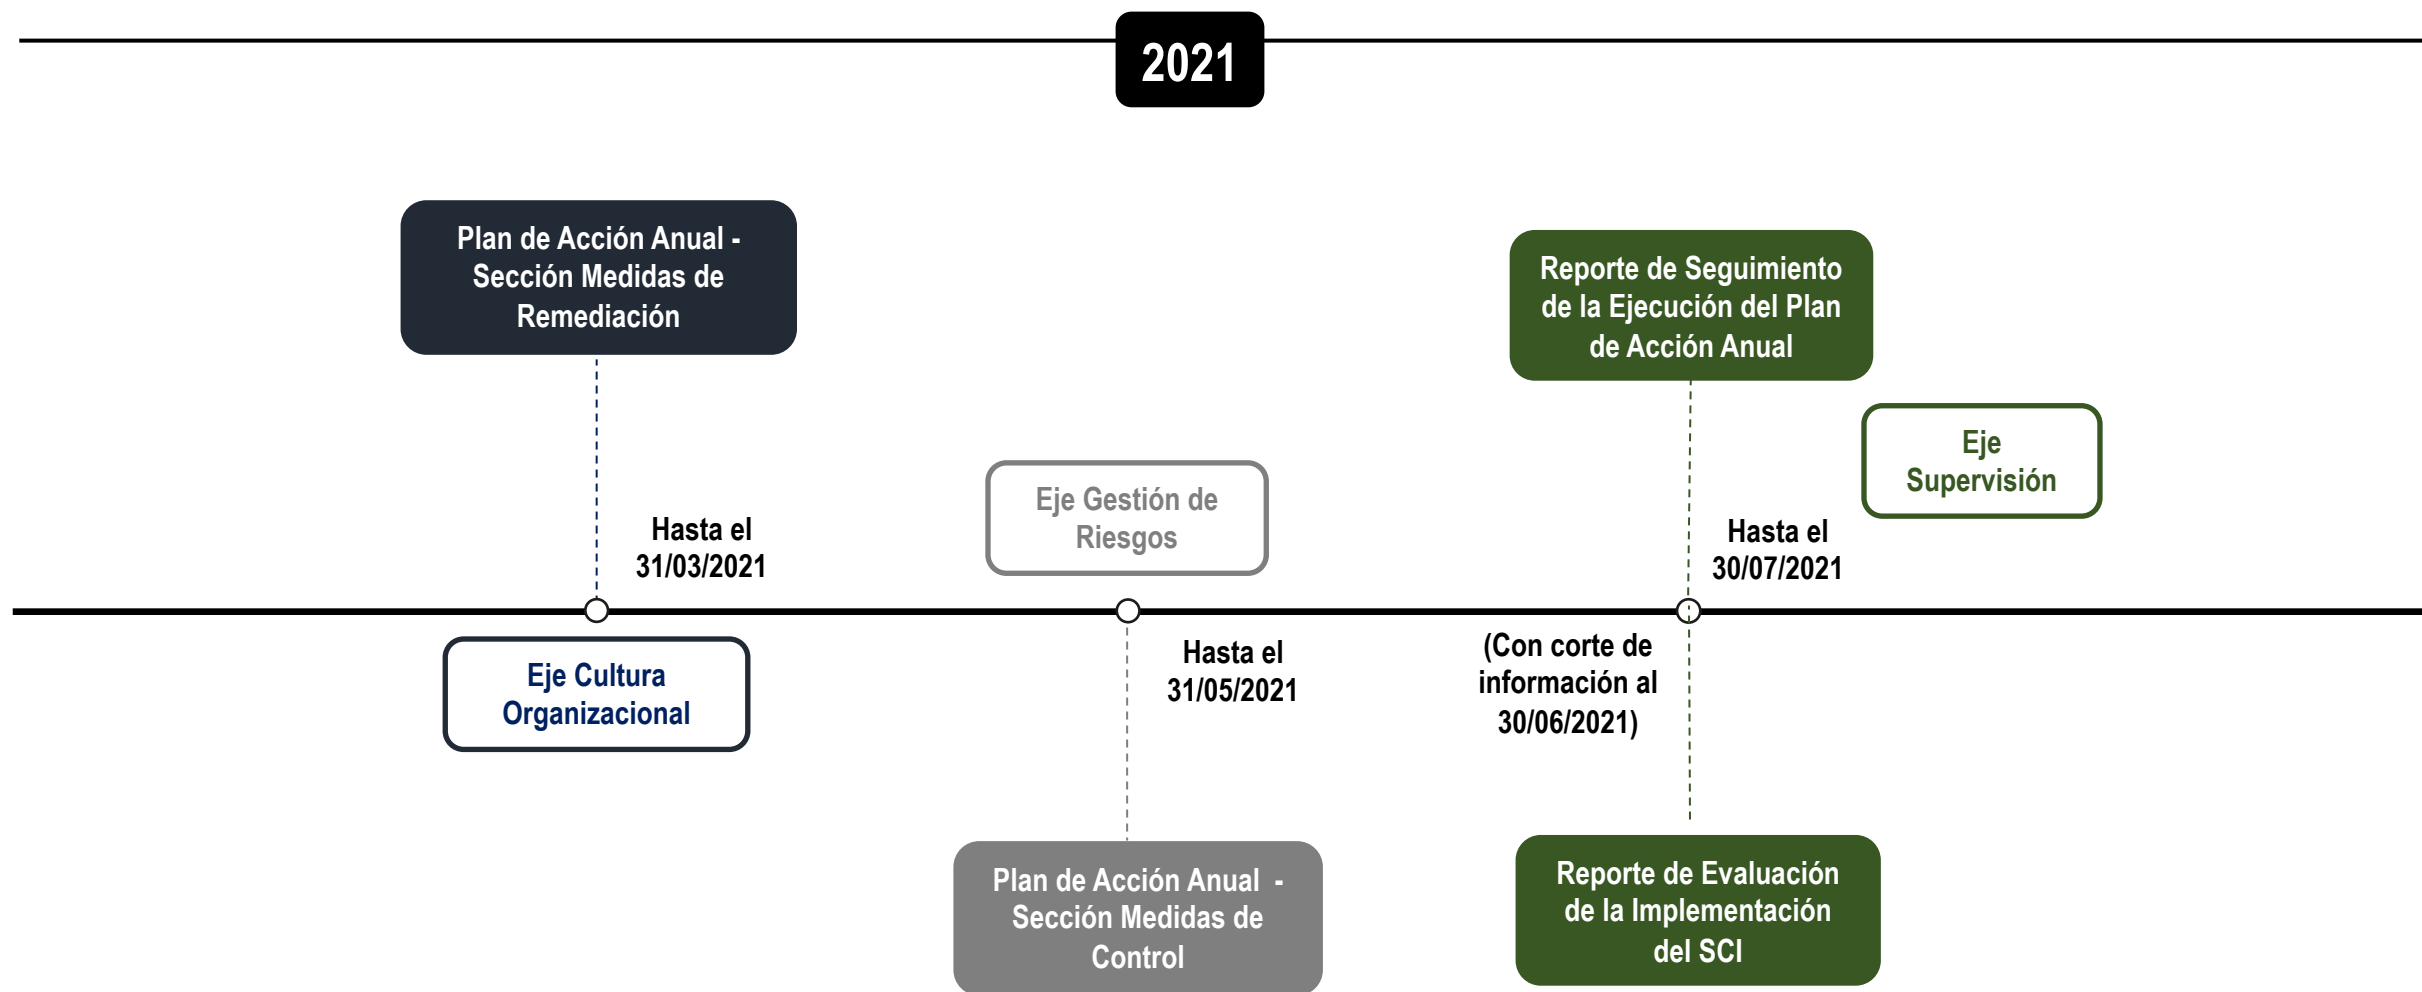 2021
Plan de Acción Anual -
Sección Medidas de
Remediación
Hasta el
31/03/2021
Eje Cultura
Organizacional
Eje Gestión de
Riesgos
Hasta el
31/05/2021
Plan de Acción Anual  -
Sección Medidas de
Control
Reporte de Seguimiento
de la Ejecución del Plan
de Acción Anual
Eje
Supervisión
Hasta el
30/07/2021
(Con corte de
información al
30/06/2021)
Reporte de Evaluación
de la Implementación
del SCI